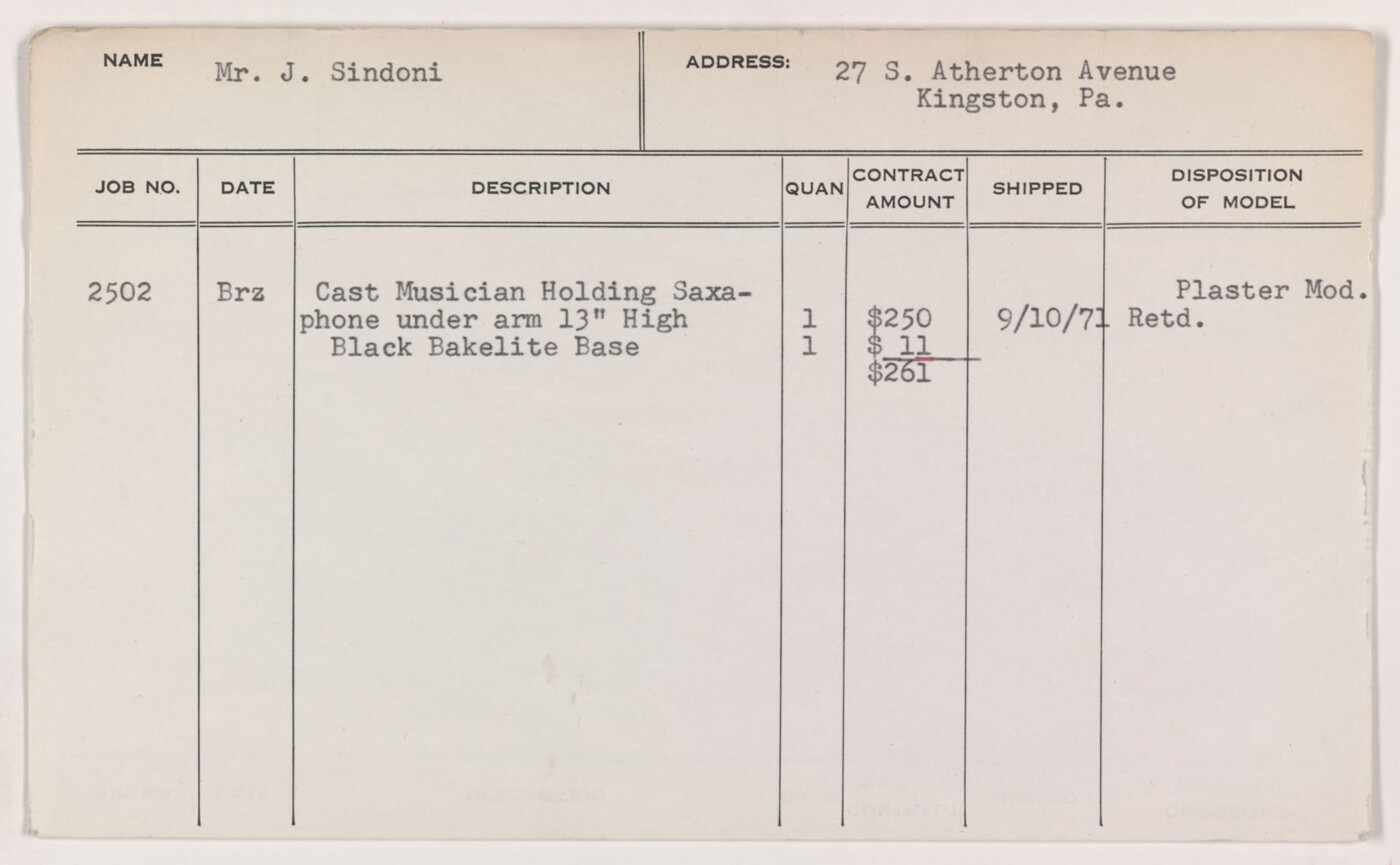 NAME Mr. J. Sindoni ADDRESS: 27 S. Atherton Avenue
Kingston, Pa.
JOB NO. DATE DESCRIPTION QUAN CONTRACT AMOUNT SHIPPED DISPOSITION OF MODEL
2502 Brz Cast Musician Holding Saxa- Plaster Mod.
phone under arm 13" High 1 $250 9/10/71 Retd.
Black Bakelite Base 1 $ 11
$261